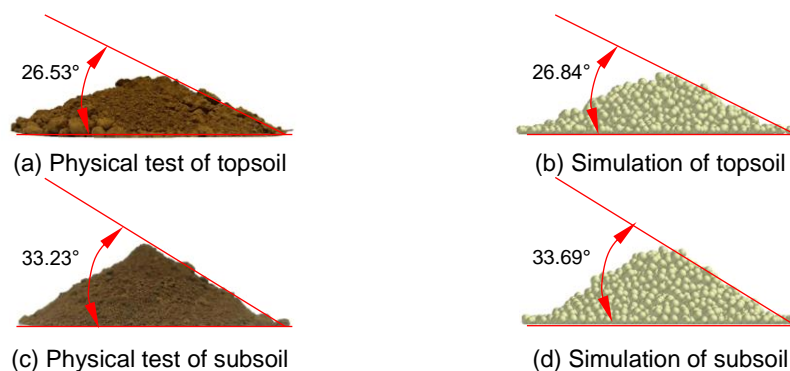 26.53°
26.84°
(a) Physical test of topsoil
(b) Simulation of topsoil
33.23°
33.69°
(c) Physical test of subsoil
(d) Simulation of subsoil